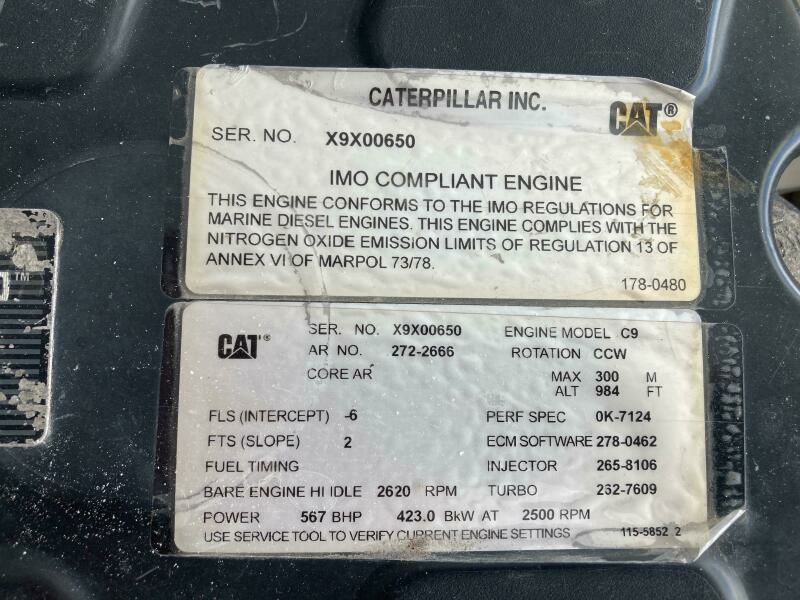 CATERPILLAR INC. CAT®
SER. NO. X9X00650
IMO COMPLIANT ENGINE
THIS ENGINE CONFORMS TO THE IMO REGULATIONS FOR
MARINE DIESEL ENGINES. THIS ENGINE COMPLIES WITH THE
NITROGEN OXIDE EMISSION LIMITS OF REGULATION 13 OF
ANNEX VI OF MARPOL 73/78.
178-0480
TM
CAT®
SER. NO. X9X00650 ENGINE MODEL C9
AR NO. 272-2666 ROTATION CCW
CORE AR MAX 300 M
ALT 984 FT
FLS (INTERCEPT) -6 PERF SPEC 0K-7124
FTS (SLOPE) 2 ECM SOFTWARE 278-0462
FUEL TIMING INJECTOR 265-8106
BARE ENGINE HI IDLE 2620 RPM TURBO 262-7609
POWER 567 BHP 423.0 BkW AT 2500 RPM
USE SERVICE TOOL TO VERIFY CURRENT ENGINE SETTINGS 115-5852 2